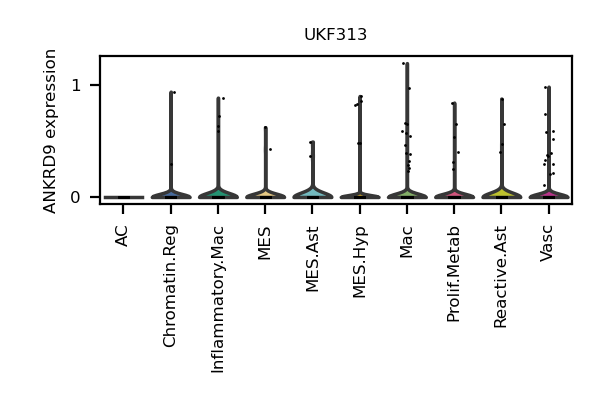 UKF313
ANKRD9 expression
1
0
AC
Chromatin.Reg
Inflammatory.Mac
MES
MES.Ast
MES.Hyp
Mac
Prolif.Metab
Reactive.Ast
Vasc